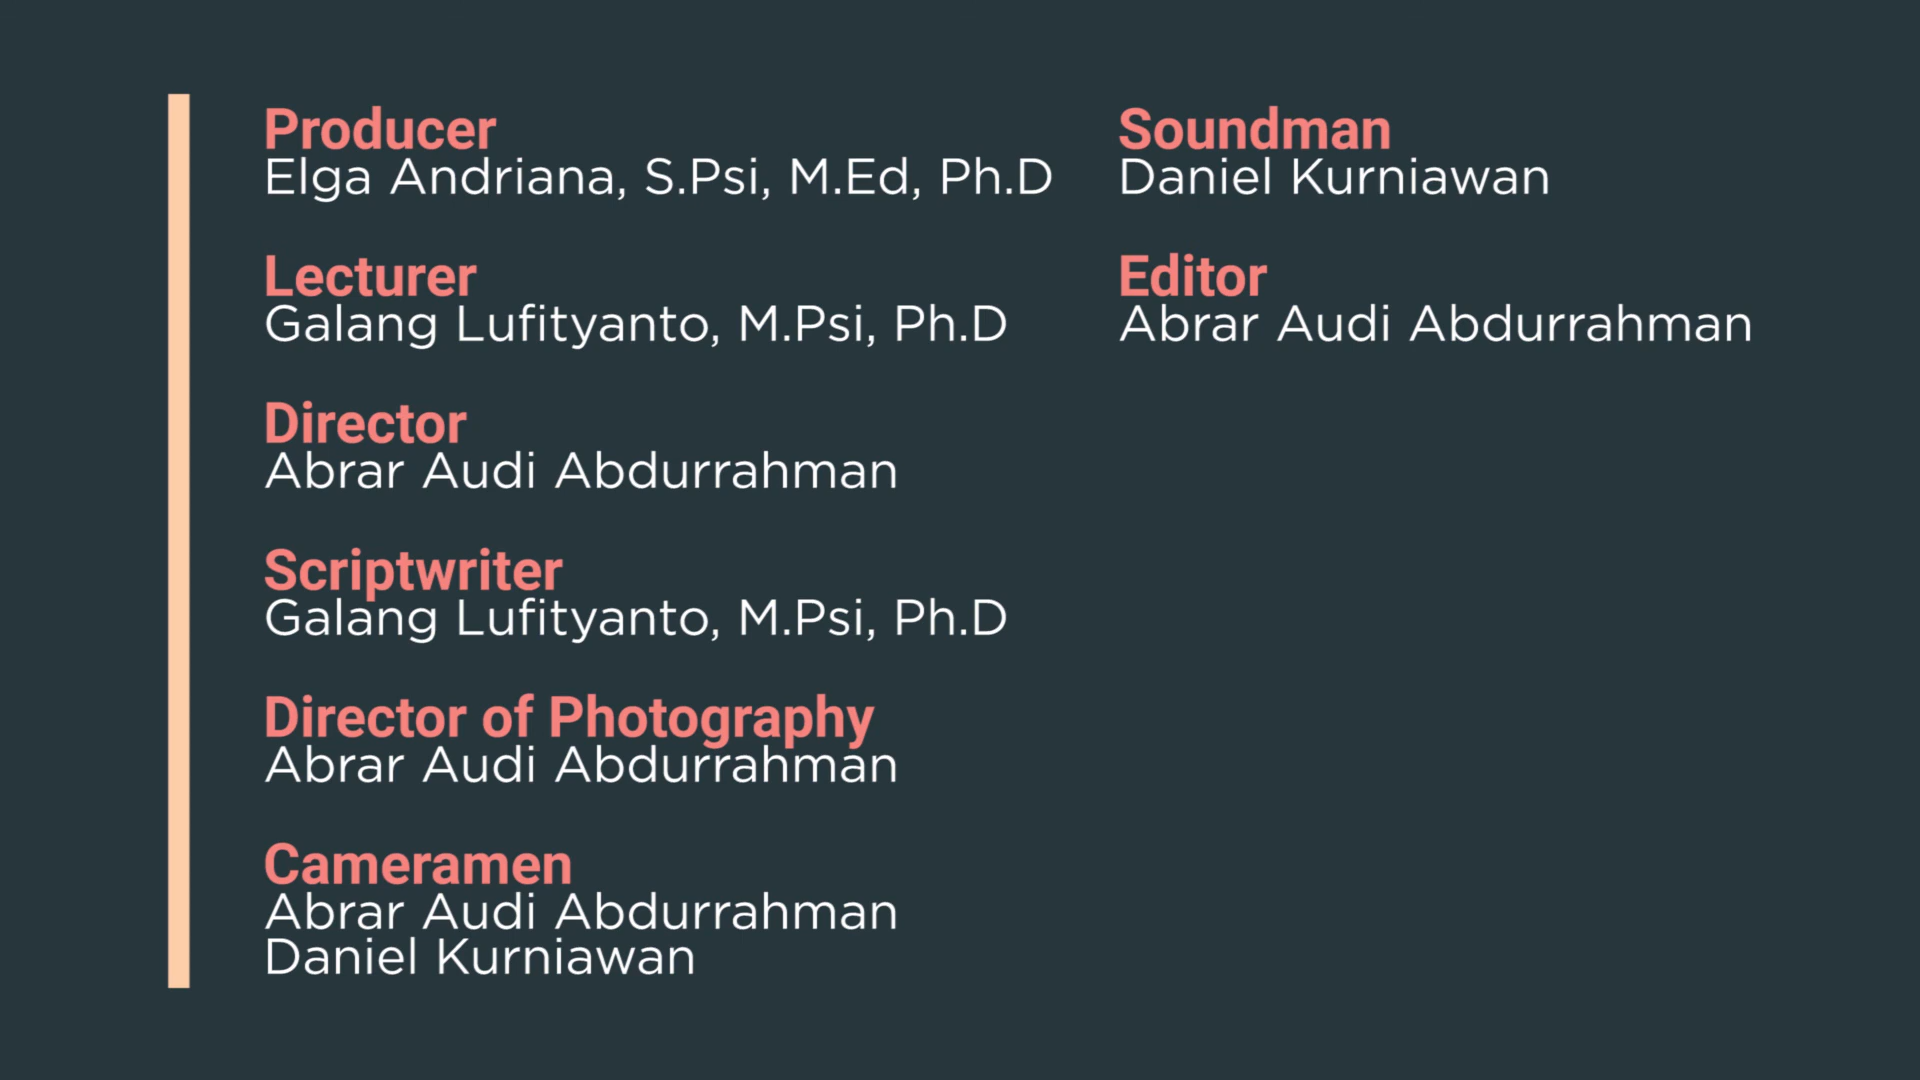 Producer
Elga Andriana, S.Psi, M.Ed, Ph.D
Lecturer
Galang Lufityanto, M.Psi, Ph.D
Director
Abrar Audi Abdurrahman
Scriptwriter
Galang Lufityanto, M.Psi, Ph.D
Director of Photography
Abrar Audi Abdurrahman
Cameramen
Abrar Audi Abdurrahman
Daniel Kurniawan
Soundman
Daniel Kurniawan
Editor
Abrar Audi Abdurrahman